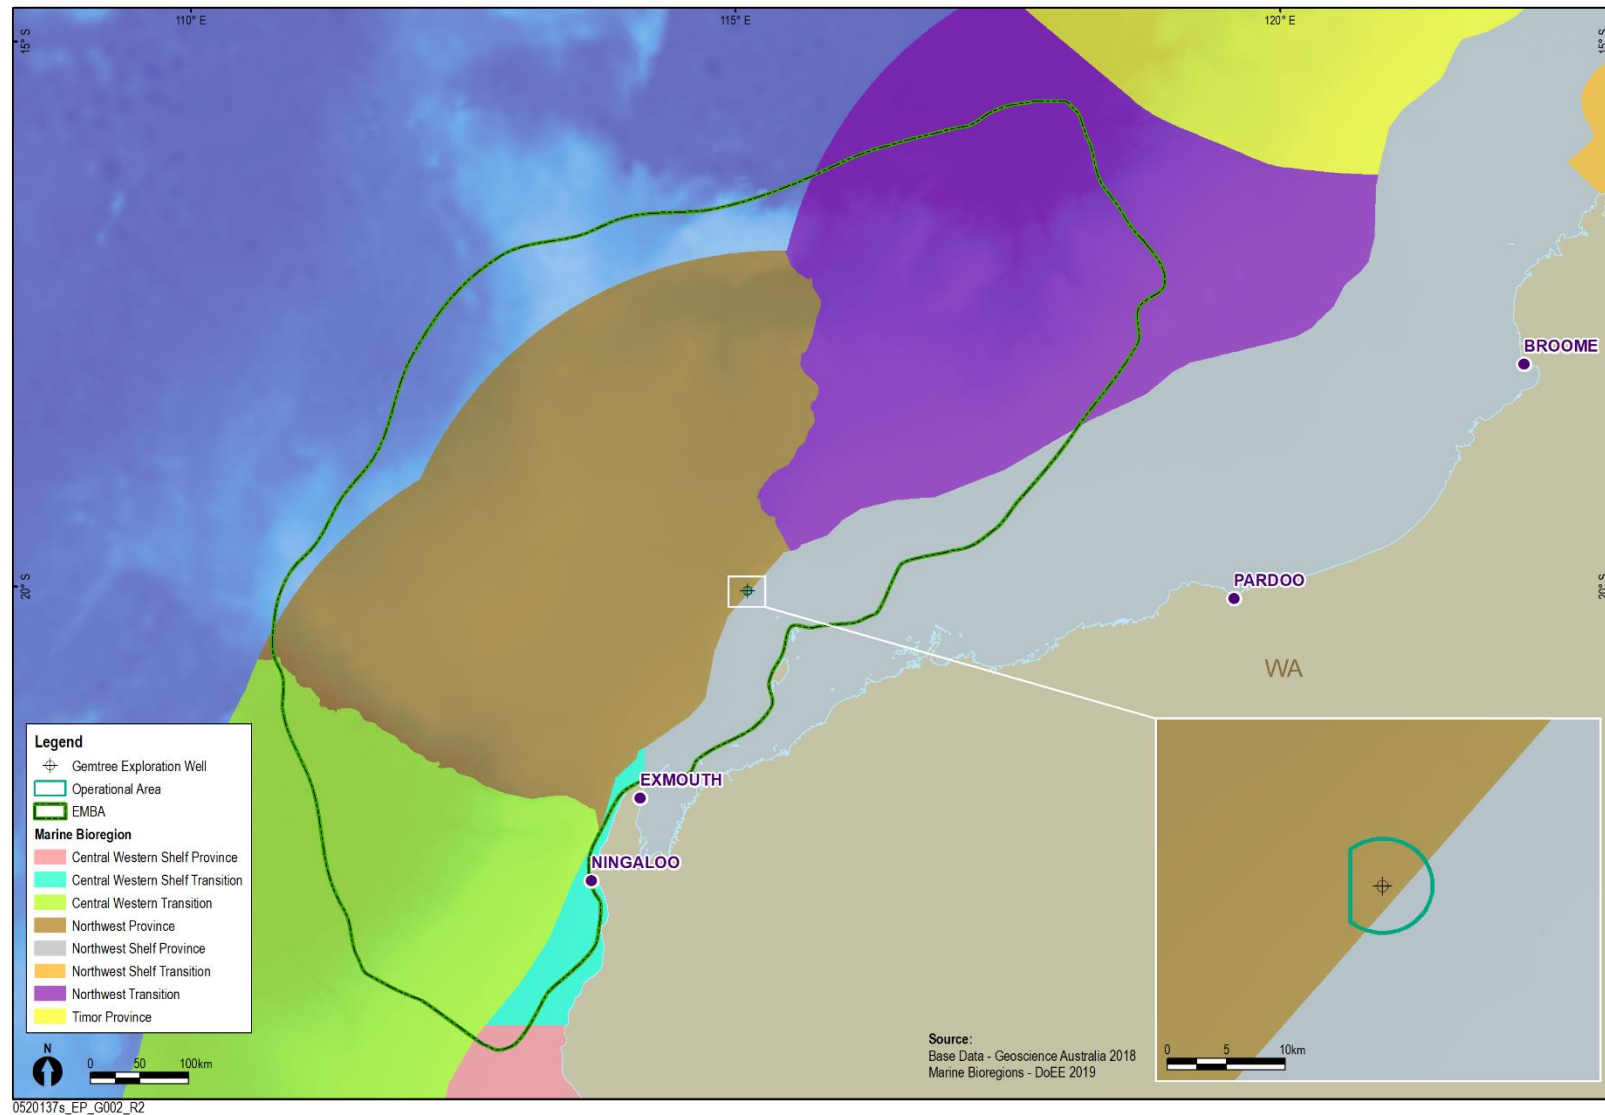 110° E
115° E
120° E
15° S
15° S
BROOME
20° S
20° S
PARDOO
WA
EXMOUTH
NINGALOO
Legend
Gemtree Exploration Well
Operational Area
EMBA
Marine Bioregion
Central Western Shelf Province
Central Western Shelf Transition
Central Western Transition
Northwest Province
Northwest Shelf Province
Northwest Shelf Transition
Northwest Transition
Timor Province
N
0 50 100km
Source:
Base Data - Geoscience Australia 2018
Marine Bioregions - DoEE 2019
0 5 10km
0520137s_EP_G002_R2